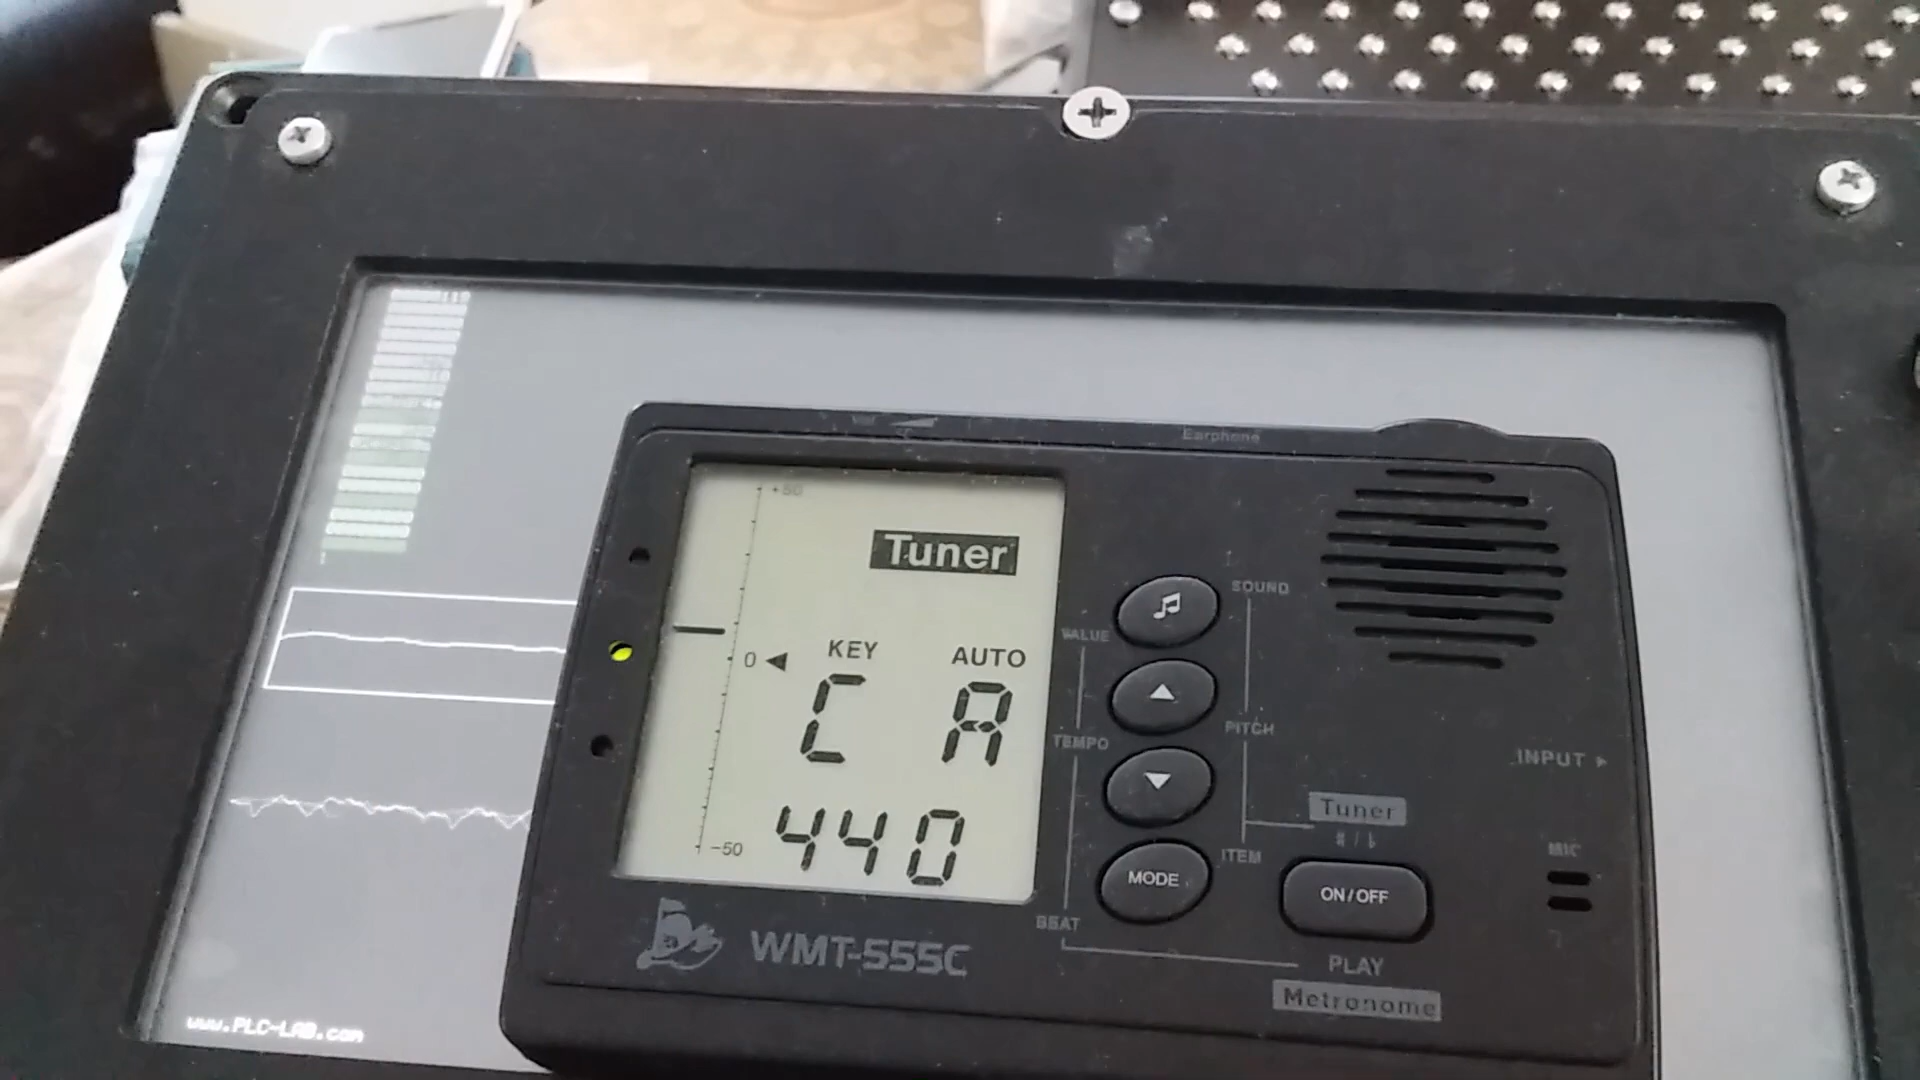 Earphone
+50
Tuner
SOUND
VALUE
KEY
AUTO
0
C A
PITCH
TEMPO
INPUT
Tuner
# / ♭
440
-50
ITEM
MIC
MODE
ON/OFF
BEAT
WMT-555C
PLAY
Metronome
www.PLC-LAB.com